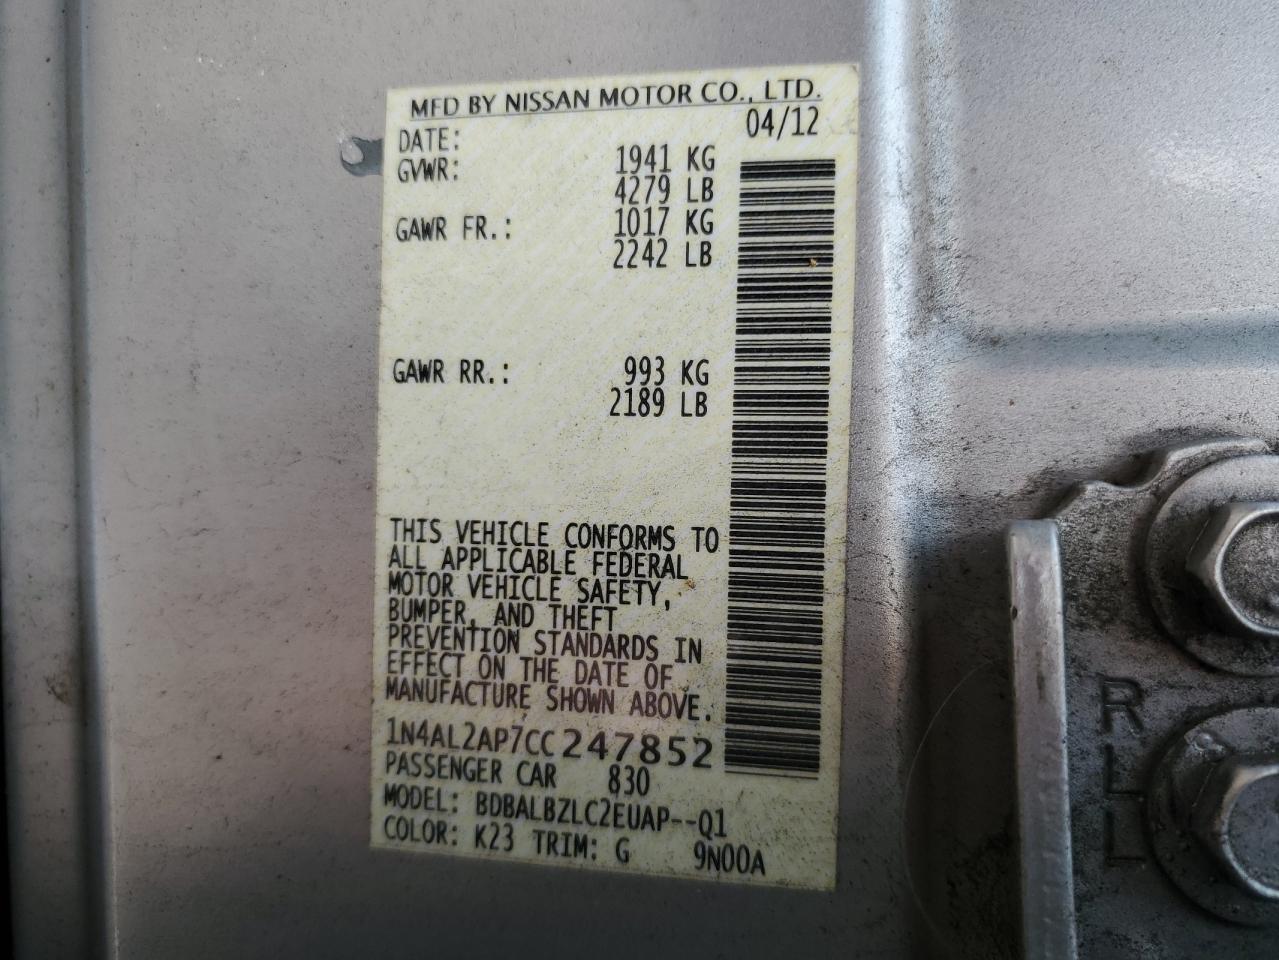 MFD BY NISSAN MOTOR CO., LTD.
DATE: 04/12
GVWR: 1941 KG
4279 LB
GAWR FR.: 1017 KG
2242 LB
GAWR RR.: 993 KG
2189 LB
THIS VEHICLE CONFORMS TO
ALL APPLICABLE FEDERAL
MOTOR VEHICLE SAFETY,
BUMPER, AND THEFT
PREVENTION STANDARDS IN
EFFECT ON THE DATE OF
MANUFACTURE SHOWN ABOVE.
1N4AL2AP7CC247852
PASSENGER CAR 830
MODEL: BDBALBZLC2EUAP--Q1
COLOR: K23 TRIM: G 9N00A
RLLL